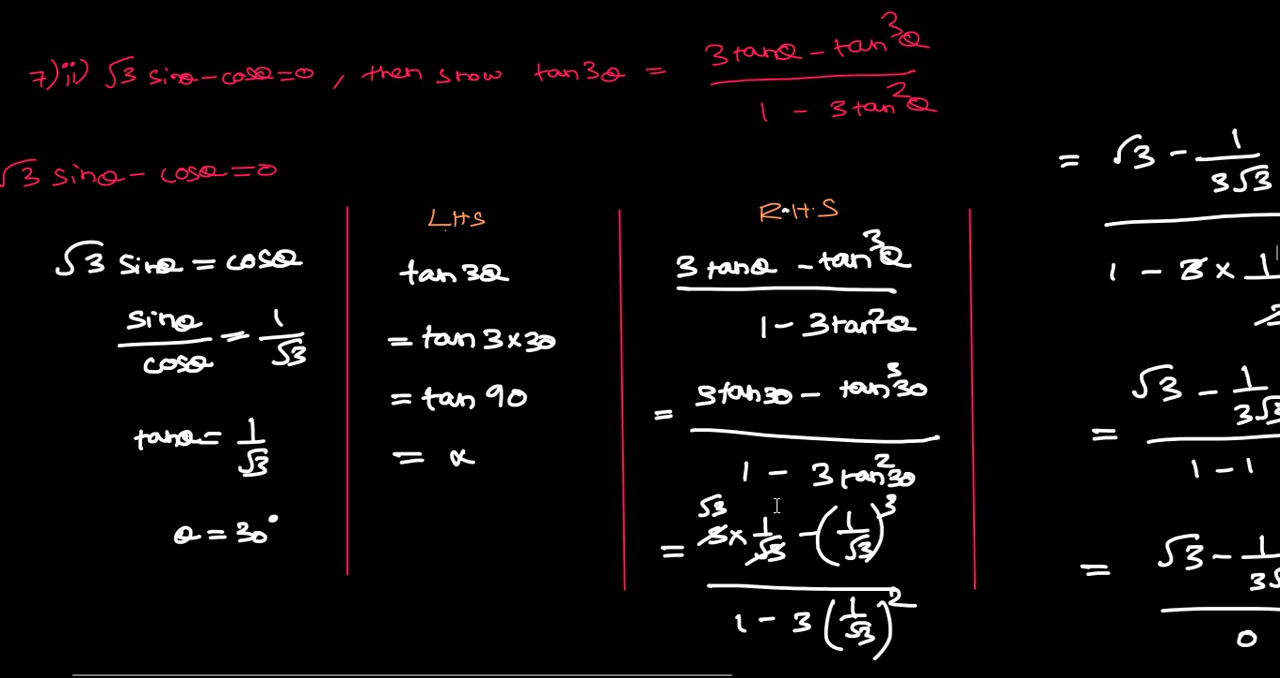 7)ii) √3 sinθ - cosθ = 0 , then show tan3θ = (3tanθ - tan³θ) / (1 - 3tan²θ)
√3 sinθ - cosθ = 0
√3 sinθ = cosθ
sinθ / cosθ = 1 / √3
tanθ = 1 / √3
θ = 30°
LHS
tan3θ
= tan 3×30
= tan 90
= α
R.H.S
(3tanθ - tan³θ) / (1 - 3tan²θ)
= (3tan30 - tan³30) / (1 - 3tan²30)
√3
= (3 × 1/√3 - (1/√3)³) / (1 - 3(1/√3)²)
= √3 - 1 / 3√3
1 - 3 × 1
= (√3 - 1 / 3√3) / (1 - 1)
= √3 - 1 / 3√
0